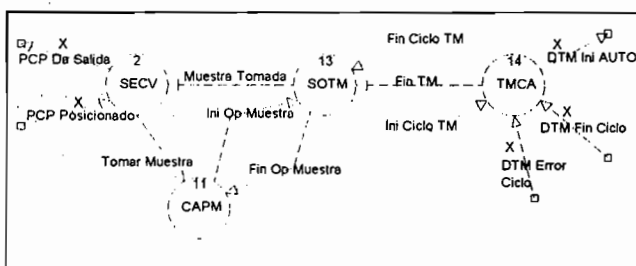 Fin Ciclo TM
X
X
2
13
14
PCP De Salida
DTM Ini AUTO
SECV
Muestra Tomada
SOTM
Fin TM
TMCA
X
PCP Posicionado
Ini Op Muestra
X
DTM Fin Ciclo
Ini Ciclo TM
X
Tomar Muestra
Fin Op Muestra
DTM Error
Ciclo
11
CAPM